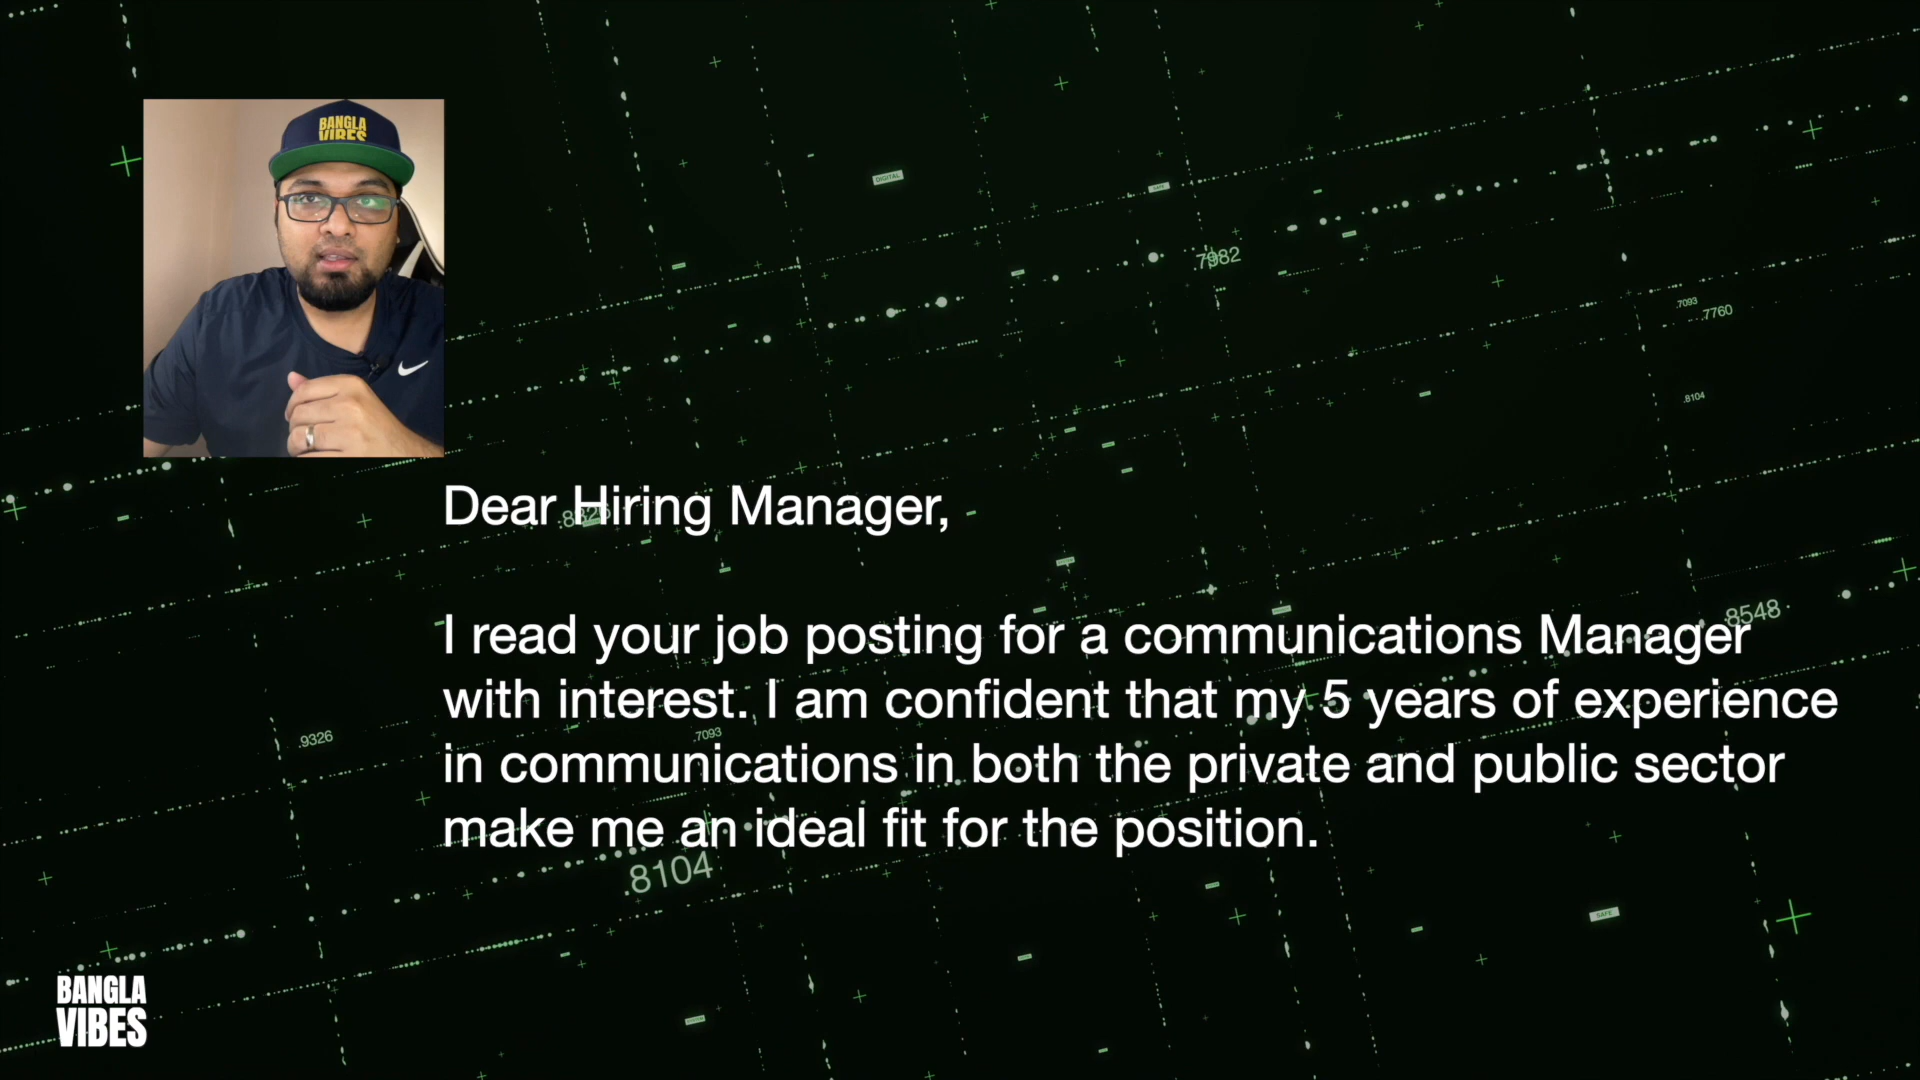 BANGLA
VIBES
DIGITAL
.7982
.7093
.7760
.8104
Dear Hiring Manager,
I read your job posting for a communications Manager
with interest. I am confident that my 5 years of experience
in communications in both the private and public sector
make me an ideal fit for the position.
.8548
.9326
.7093
.8104
SAFE
BANGLA
VIBES